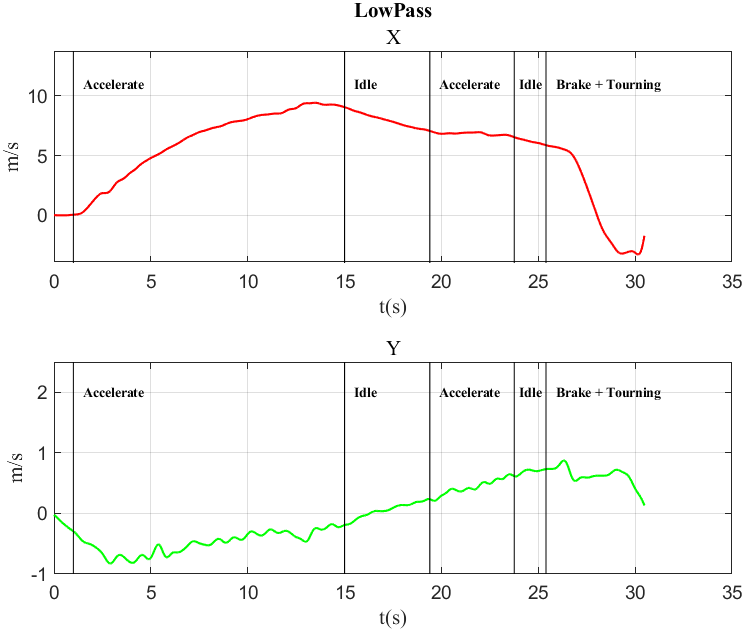 LowPass
X
Accelerate Idle Accelerate Idle Brake + Tourning
10
5
0
m/s
0 5 10 15 20 25 30 35
t(s)
Y
Accelerate Idle Accelerate Idle Brake + Tourning
2
1
0
-1
m/s
0 5 10 15 20 25 30 35
t(s)